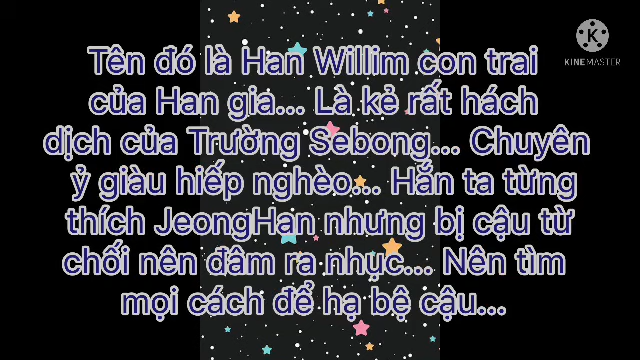 KINEMASTER
Tên đó là Han Willim con trai
của Han gia... Là kẻ rất hách
dịch của Trường Sebong... Chuyên
ỷ giàu hiếp nghèo... Hắn ta từng
thích JeongHan nhưng bị cậu từ
chối nên đâm ra nhục... Nên tìm
mọi cách để hạ bệ cậu...